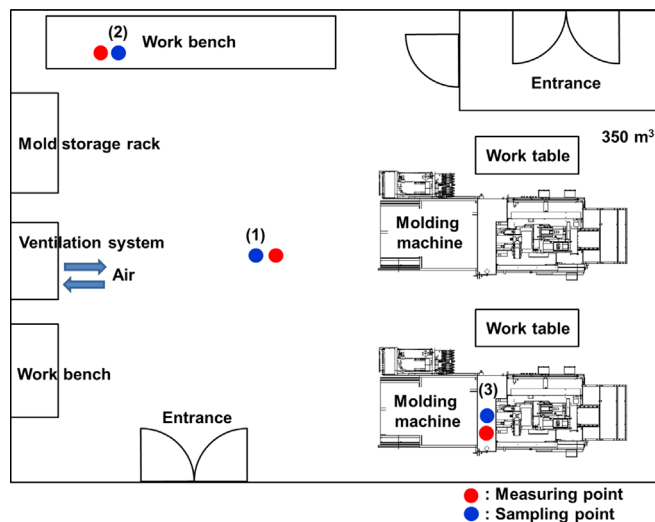 (2)
Work bench
Entrance
Mold storage rack
350 m³
Work table
Ventilation system
(1)
Molding
machine
Air
Work table
Work bench
(3)
Molding
machine
Entrance
: Measuring point
: Sampling point